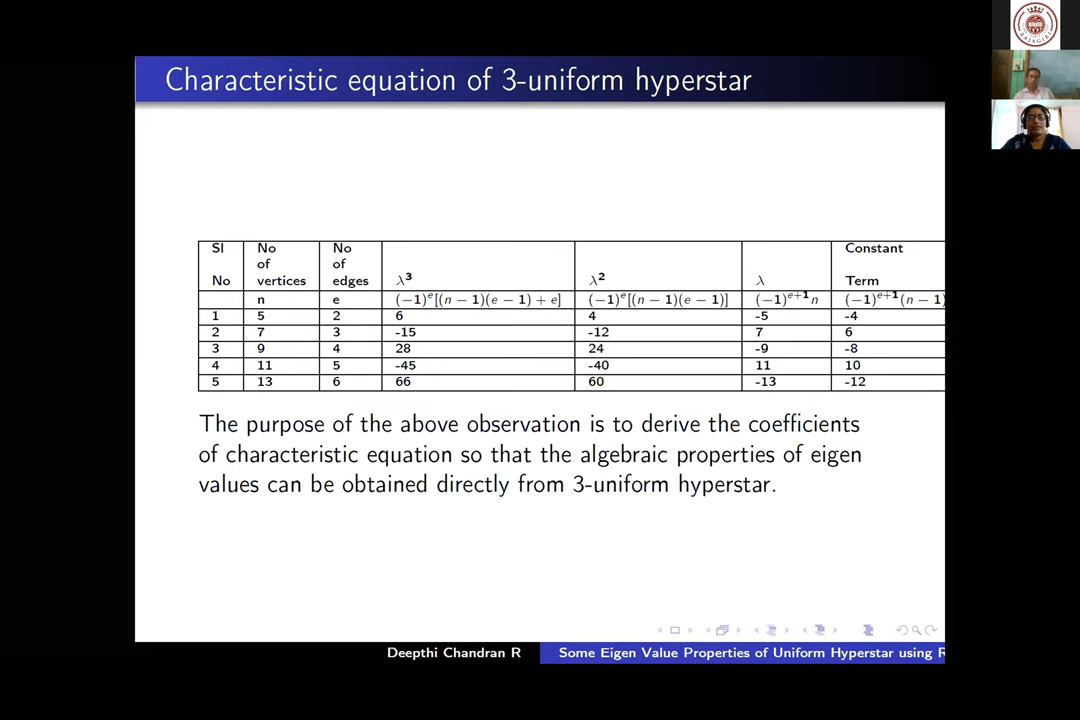 Characteristic equation of 3-uniform hyperstar
Sl No | No of vertices | No of edges | λ³ | λ² | λ | Constant Term
n | e | (−1)ᵉ[(n − 1)(e − 1) + e] | (−1)ᵉ[(n − 1)(e − 1)] | (−1)ᵉ⁺¹n | (−1)ᵉ⁺¹(n − 1)
1 | 5 | 2 | 6 | 4 | -5 | -4
2 | 7 | 3 | -15 | -12 | 7 | 6
3 | 9 | 4 | 28 | 24 | -9 | -8
4 | 11 | 5 | -45 | -40 | 11 | 10
5 | 13 | 6 | 66 | 60 | -13 | -12
The purpose of the above observation is to derive the coefficients
of characteristic equation so that the algebraic properties of eigen
values can be obtained directly from 3-uniform hyperstar.
Deepthi Chandran R
Some Eigen Value Properties of Uniform Hyperstar using R
RAJAGIRI